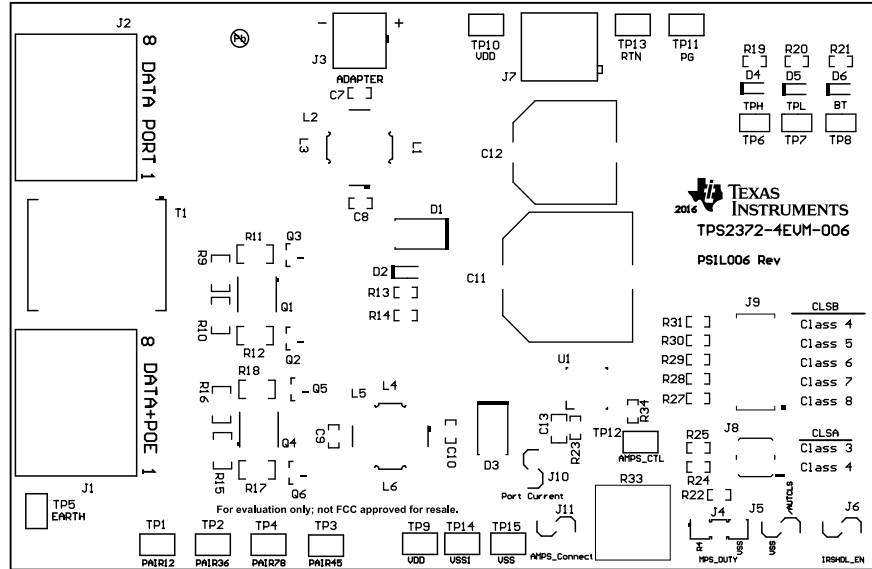 J2
8 DATA PORT 1
Pb
- +
J3
ADAPTER
TP10
VDD
J7
TP13
RTN
TP11
PG
R19 R20 R21
D4 D5 D6
TPH TPL BT
TP6 TP7 TP8
C7
L2
L3
L1
C8
C12
T1
D1
2016
TEXAS
INSTRUMENTS
TPS2372-4EVM-006
PSIL006 Rev
R11
Q3
R9
D2
R13
R14
C11
Q1
R10
R12
Q2
8 DATA+POE 1
J1
R18
R16
Q5
L5
L4
Q4
C9
C10
R15
R17
Q6
L6
D3
U1
C13
R23
R34
TP12
AMPS_CTL
J10
Port Current
R33
R31
R30
R29
R28
R27
J9
CLSB
Class 4
Class 5
Class 6
Class 7
Class 8
J8
R25
R24
CLSA
Class 3
Class 4
R22
TP5
EARTH
For evaluation only; not FCC approved for resale.
TP1
PAIR12
TP2
PAIR36
TP4
PAIR78
TP3
PAIR45
TP9
VDD
TP14
VSS1
TP15
VSS
J11
AMPS_Connect
J4
R4
VSS
MPS_DUTY
J5
/AUTCLS
VSS
J6
IRSHDL_EN